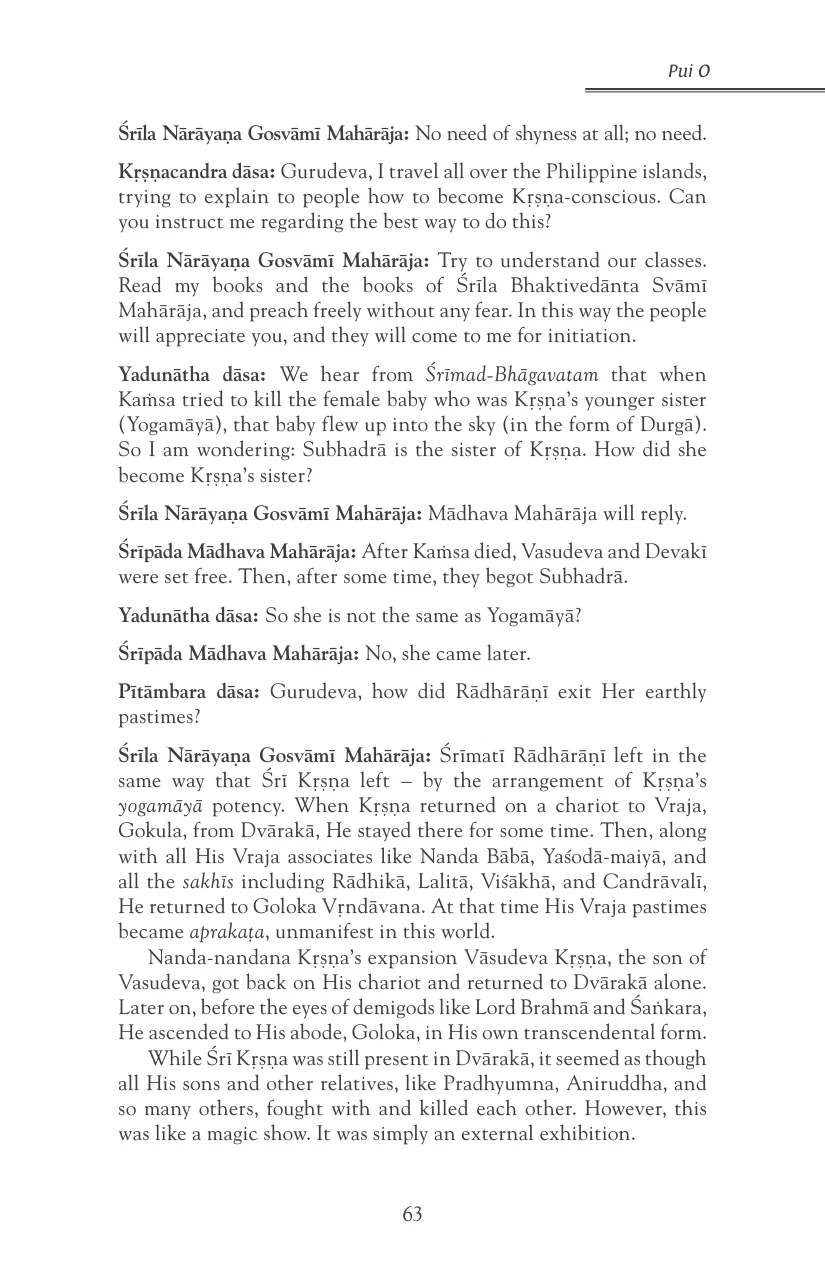 Pui O
Śrīla Nārāyaṇa Gosvāmī Mahārāja: No need of shyness at all; no need.
Kṛṣṇacandra dāsa: Gurudeva, I travel all over the Philippine islands,
trying to explain to people how to become Kṛṣṇa-conscious. Can
you instruct me regarding the best way to do this?
Śrīla Nārāyaṇa Gosvāmī Mahārāja: Try to understand our classes.
Read my books and the books of Śrīla Bhaktivedānta Svāmī
Mahārāja, and preach freely without any fear. In this way the people
will appreciate you, and they will come to me for initiation.
Yadunātha dāsa: We hear from Śrīmad-Bhāgavatam that when
Kaṁsa tried to kill the female baby who was Kṛṣṇa’s younger sister
(Yogamāyā), that baby flew up into the sky (in the form of Durgā).
So I am wondering: Subhadrā is the sister of Kṛṣṇa. How did she
become Kṛṣṇa’s sister?
Śrīla Nārāyaṇa Gosvāmī Mahārāja: Mādhava Mahārāja will reply.
Śrīpāda Mādhava Mahārāja: After Kaṁsa died, Vasudeva and Devakī
were set free. Then, after some time, they begot Subhadrā.
Yadunātha dāsa: So she is not the same as Yogamāyā?
Śrīpāda Mādhava Mahārāja: No, she came later.
Pītāmbara dāsa: Gurudeva, how did Rādhārāṇī exit Her earthly
pastimes?
Śrīla Nārāyaṇa Gosvāmī Mahārāja: Śrīmatī Rādhārāṇī left in the
same way that Śrī Kṛṣṇa left – by the arrangement of Kṛṣṇa’s
yogamāyā potency. When Kṛṣṇa returned on a chariot to Vraja,
Gokula, from Dvārakā, He stayed there for some time. Then, along
with all His Vraja associates like Nanda Bābā, Yaśodā-maiyā, and
all the sakhīs including Rādhikā, Lalitā, Viśākhā, and Candrāvalī,
He returned to Goloka Vṛndāvana. At that time His Vraja pastimes
became aprakaṭa, unmanifest in this world.
Nanda-nandana Kṛṣṇa’s expansion Vāsudeva Kṛṣṇa, the son of
Vasudeva, got back on His chariot and returned to Dvārakā alone.
Later on, before the eyes of demigods like Lord Brahmā and Śaṅkara,
He ascended to His abode, Goloka, in His own transcendental form.
While Śrī Kṛṣṇa was still present in Dvārakā, it seemed as though
all His sons and other relatives, like Pradhyumna, Aniruddha, and
so many others, fought with and killed each other. However, this
was like a magic show. It was simply an external exhibition.
63